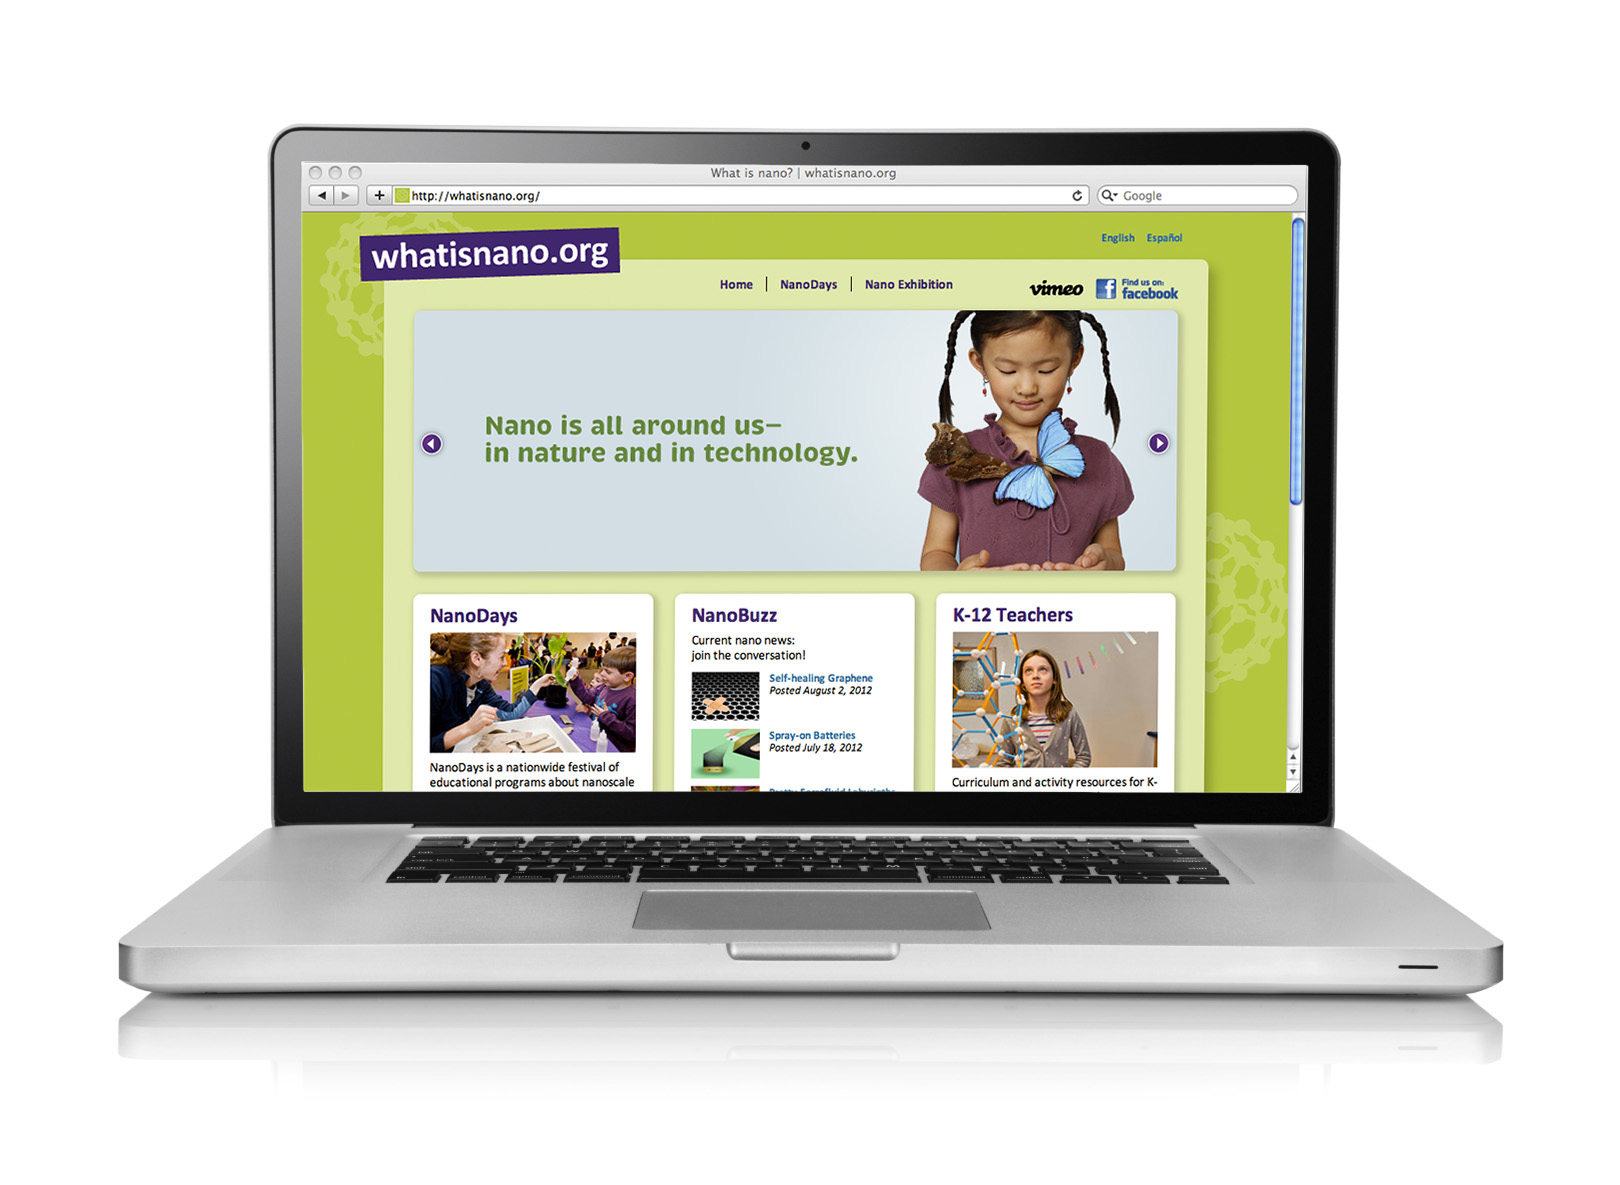 What is nano? | whatisnano.org
http://whatisnano.org/
Google
whatisnano.org
English Español
Home NanoDays Nano Exhibition
vimeo
Find us on:
facebook
Nano is all around us–
in nature and in technology.
NanoDays
NanoDays is a nationwide festival of
educational programs about nanoscale
NanoBuzz
Current nano news:
join the conversation!
Self-healing Graphene
Posted August 2, 2012
Spray-on Batteries
Posted July 18, 2012
K-12 Teachers
Curriculum and activity resources for K-